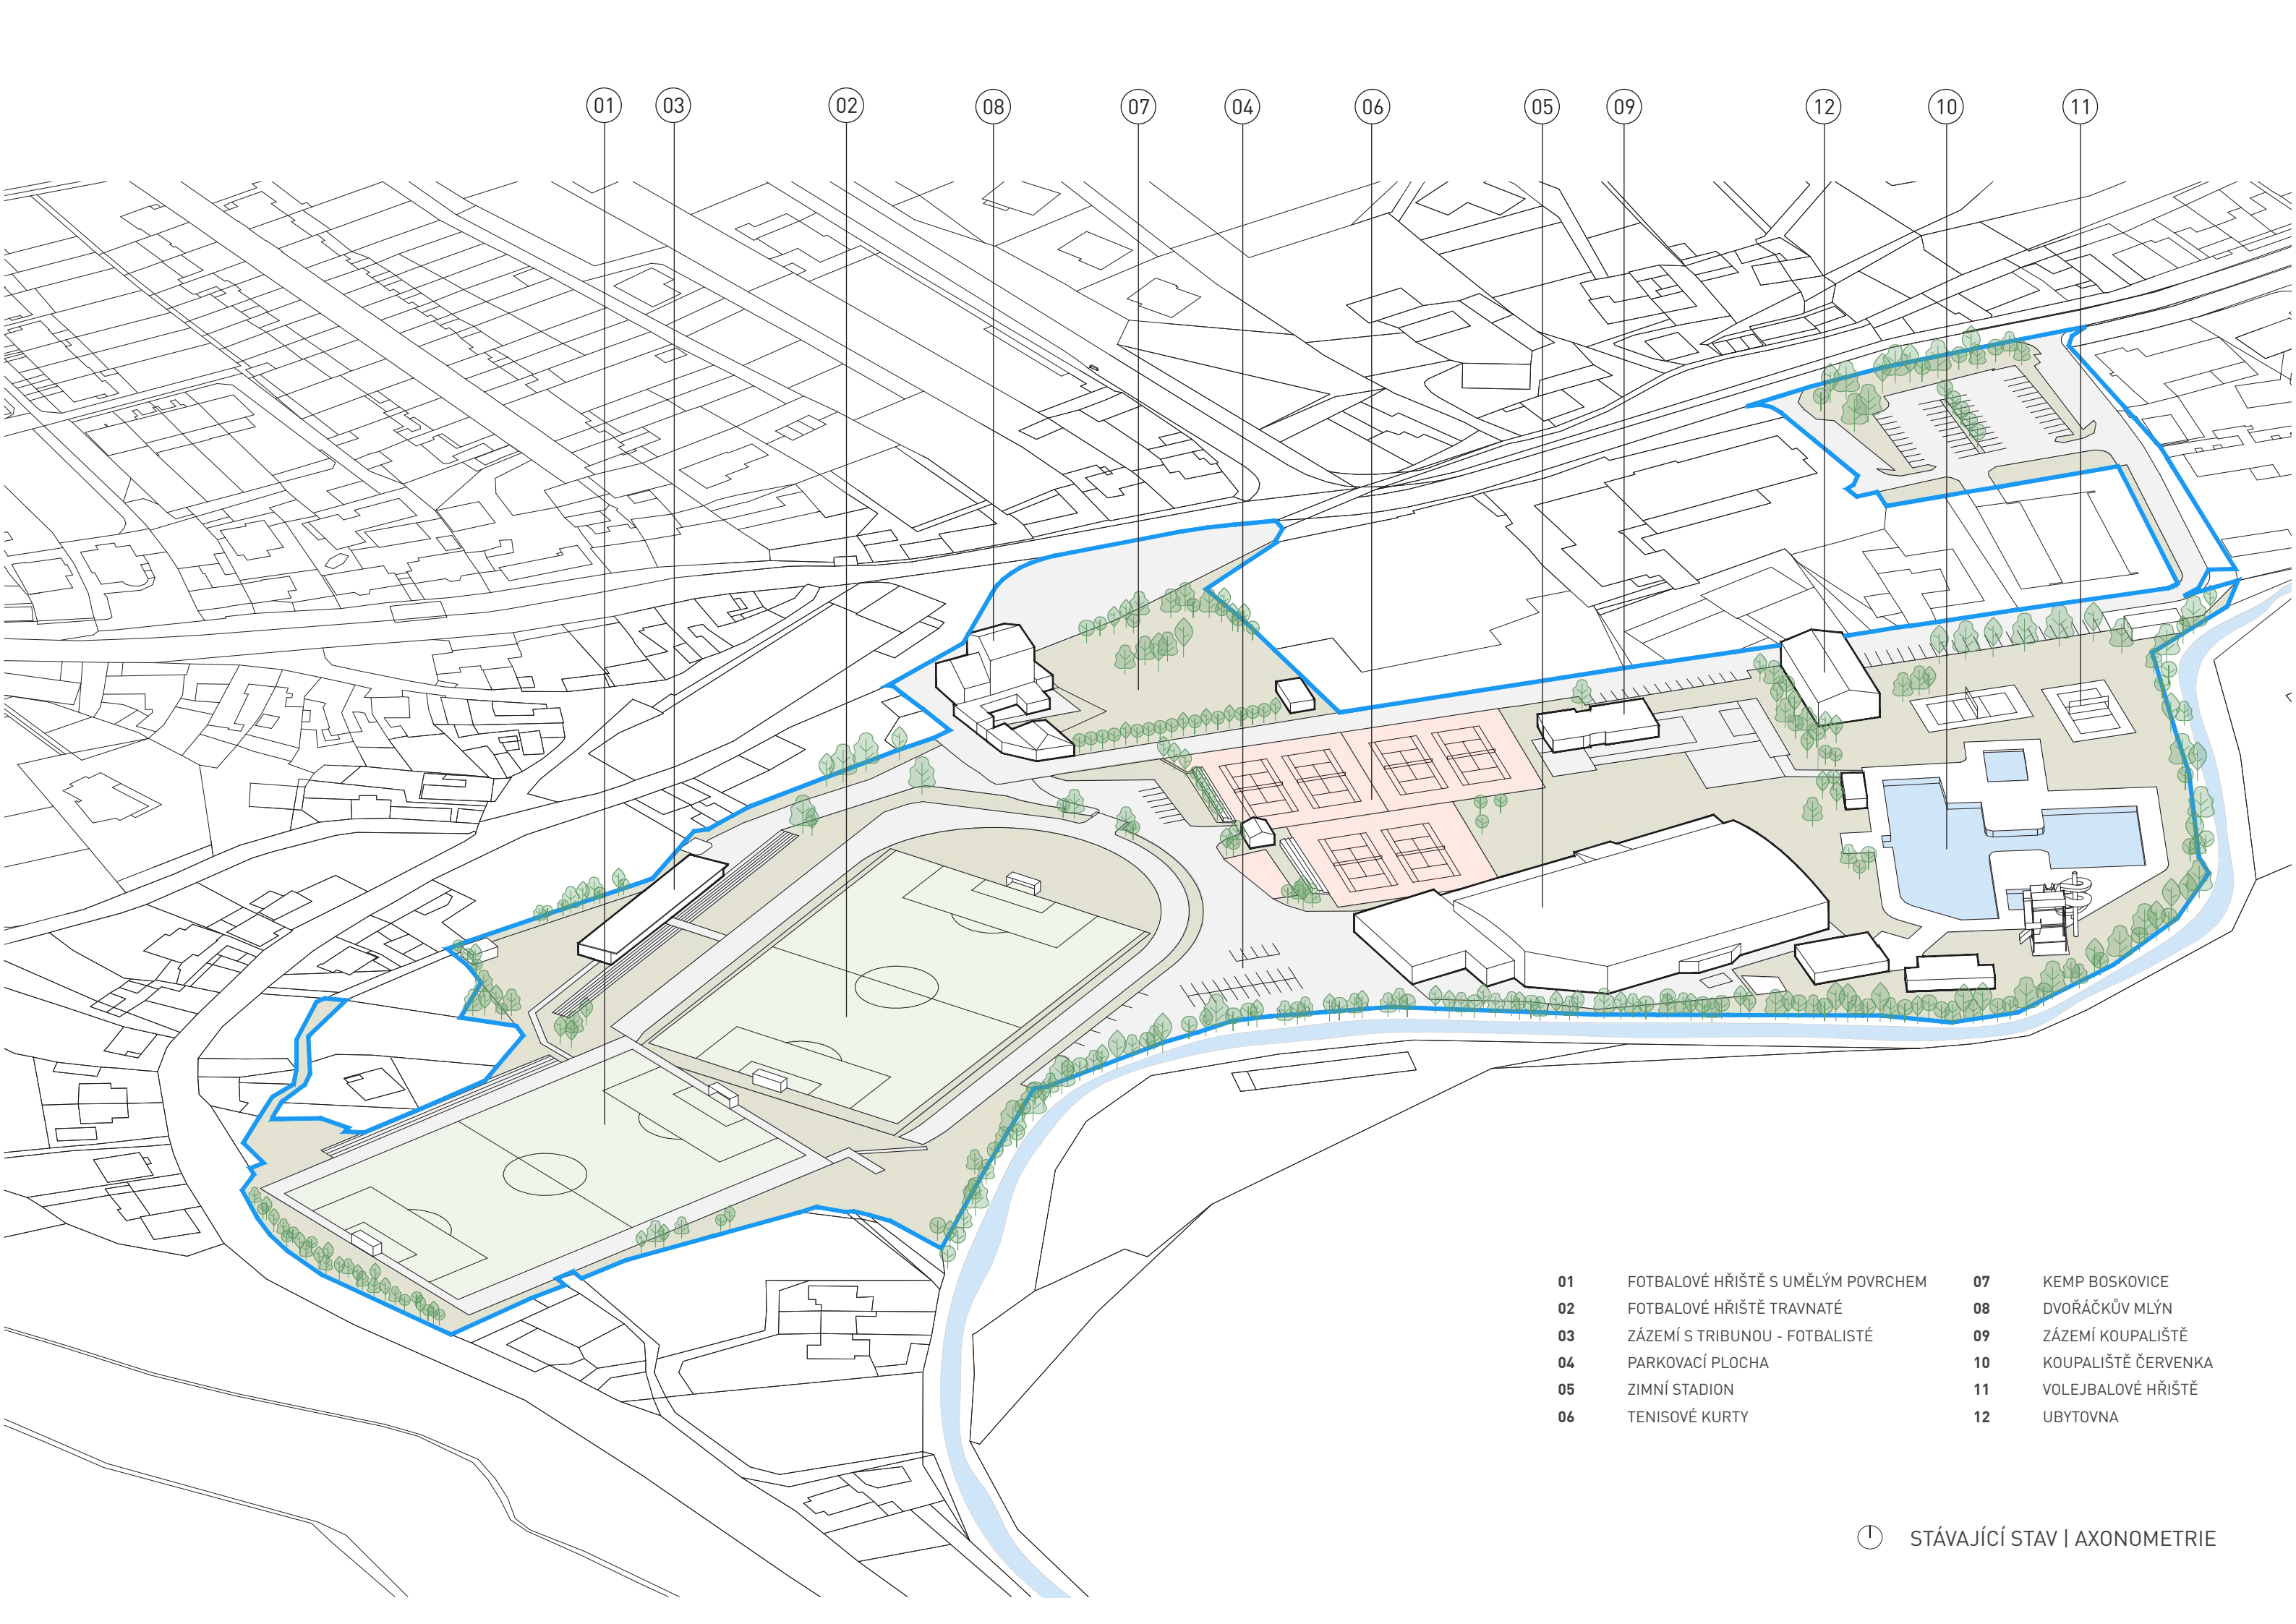 01 03 02 08 07 04 06 05 09 12 10 11
01 FOTBALOVÉ HŘIŠTĚ S UMĚLÝM POVRCHEM
02 FOTBALOVÉ HŘIŠTĚ TRAVNATÉ
03 ZÁZEMÍ S TRIBUNOU - FOTBALISTÉ
04 PARKOVACÍ PLOCHA
05 ZIMNÍ STADION
06 TENISOVÉ KURTY
07 KEMP BOSKOVICE
08 DVOŘÁČKŮV MLÝN
09 ZÁZEMÍ KOUPALIŠTĚ
10 KOUPALIŠTĚ ČERVENKA
11 VOLEJBALOVÉ HŘIŠTĚ
12 UBYTOVNA
STÁVAJÍCÍ STAV | AXONOMETRIE